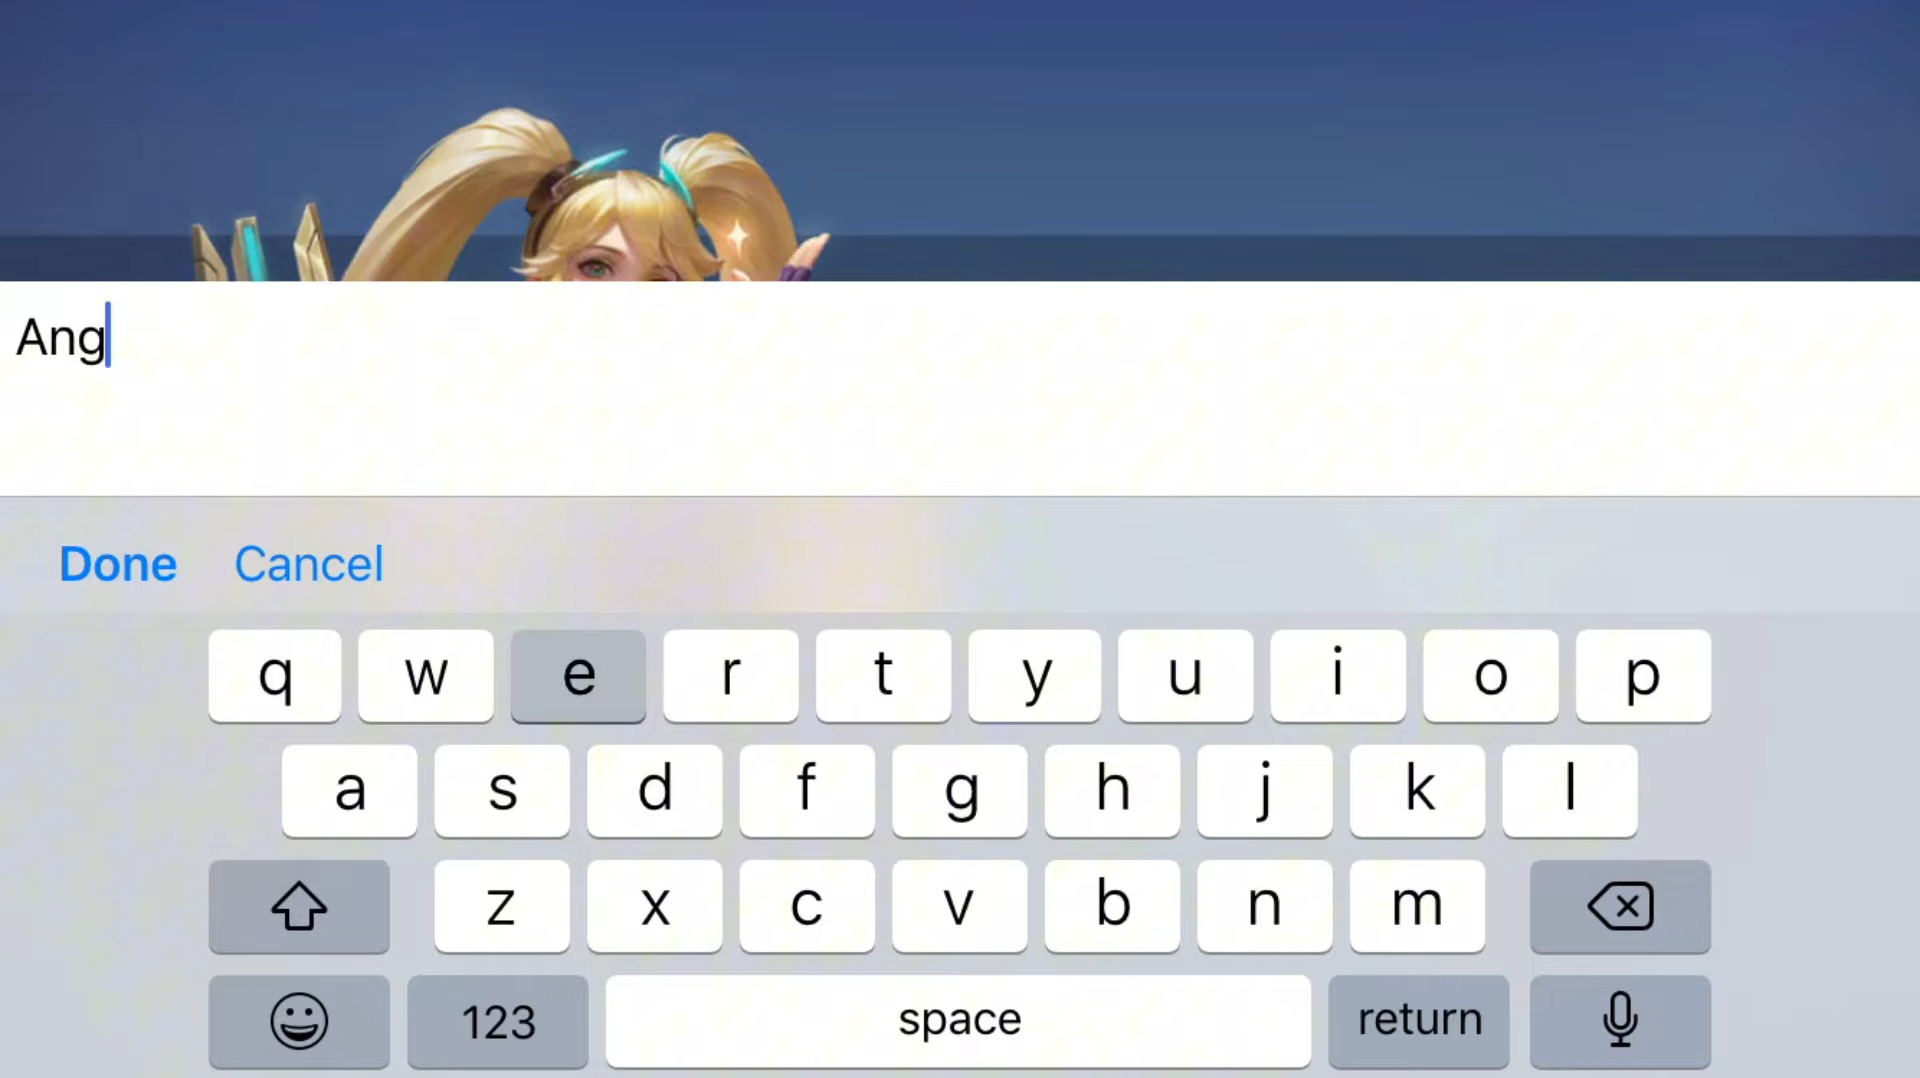 Ang
Done Cancel
q w e r t y u i o p
a s d f g h j k l
z x c v b n m
123 space return